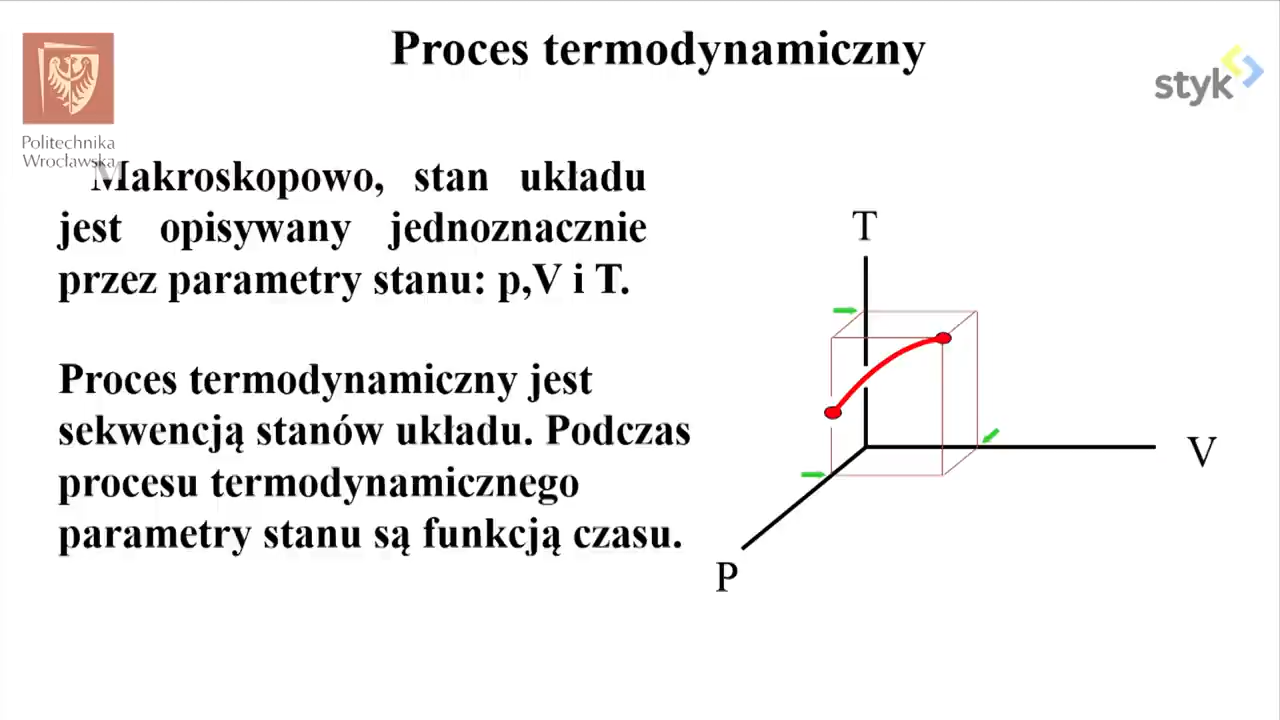 Proces termodynamiczny
styk
Politechnika
Wrocławska
Makroskopowo, stan układu
jest opisywany jednoznacznie
przez parametry stanu: p,V i T.
Proces termodynamiczny jest
sekwencją stanów układu. Podczas
procesu termodynamicznego
parametry stanu są funkcją czasu.
T
V
P